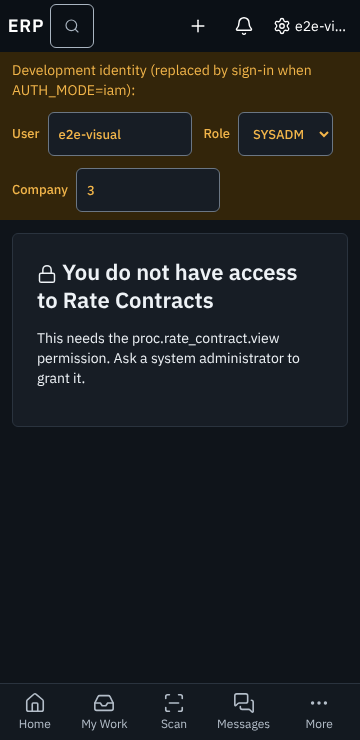 ERP
e2e-vi...
Development identity (replaced by sign-in when
AUTH_MODE=iam):
User e2e-visual Role SYSADM
Company 3
You do not have access
to Rate Contracts
This needs the proc.rate_contract.view
permission. Ask a system administrator to
grant it.
Home My Work Scan Messages More